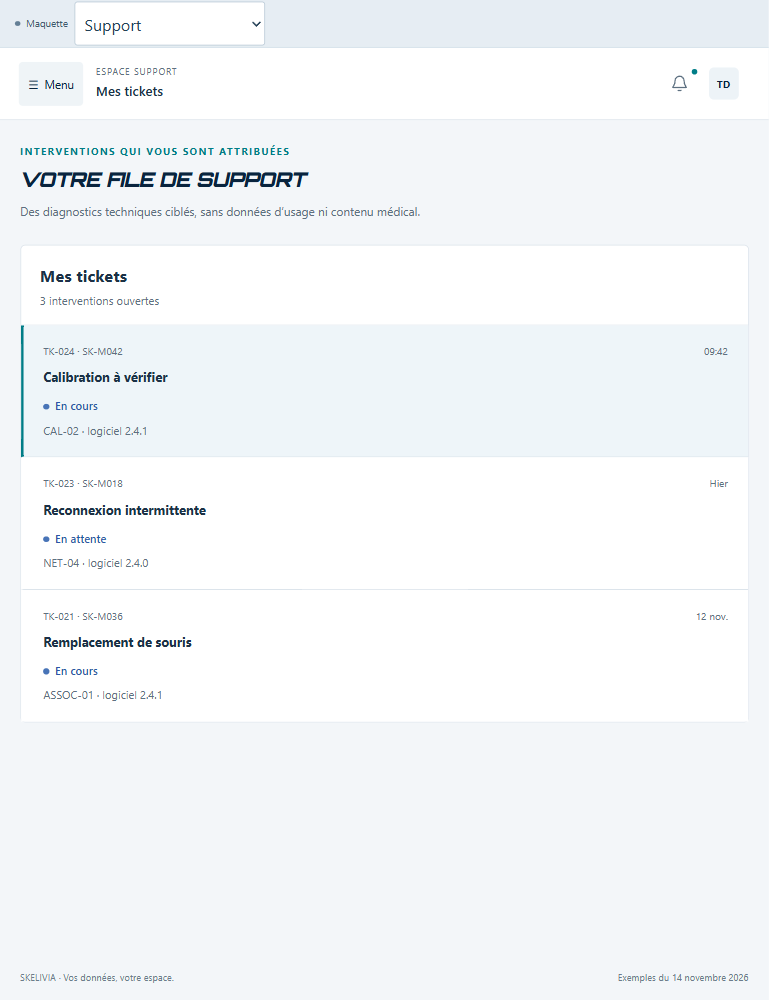 Maquette
Support
☰ Menu
ESPACE SUPPORT
Mes tickets
TD
INTERVENTIONS QUI VOUS SONT ATTRIBUÉES
VOTRE FILE DE SUPPORT
Des diagnostics techniques ciblés, sans données d'usage ni contenu médical.
Mes tickets
3 interventions ouvertes
TK-024 · SK-M042
09:42
Calibration à vérifier
En cours
CAL-02 · logiciel 2.4.1
TK-023 · SK-M018
Hier
Reconnexion intermittente
En attente
NET-04 · logiciel 2.4.0
TK-021 · SK-M036
12 nov.
Remplacement de souris
En cours
ASSOC-01 · logiciel 2.4.1
SKELIVIA · Vos données, votre espace.
Exemples du 14 novembre 2026